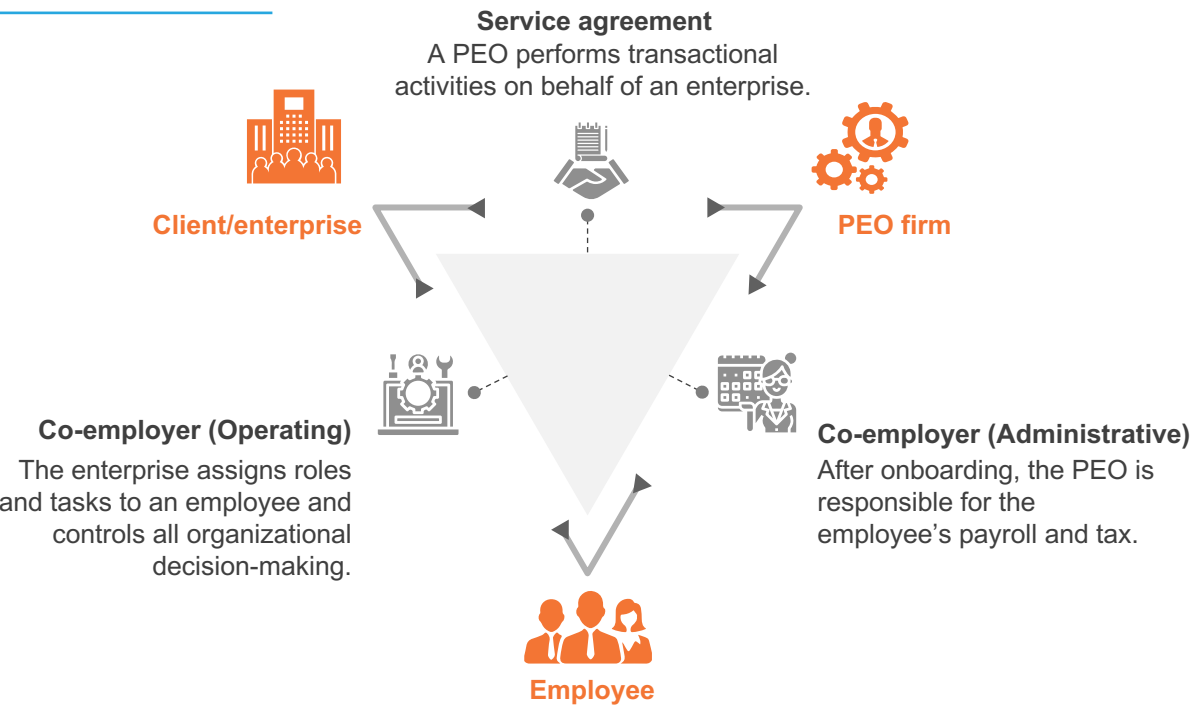 Service agreement
A PEO performs transactional
activities on behalf of an enterprise.
Client/enterprise
PEO firm
Co-employer (Operating)
The enterprise assigns roles
and tasks to an employee and
controls all organizational
decision-making.
Co-employer (Administrative)
After onboarding, the PEO is
responsible for the
employee’s payroll and tax.
Employee